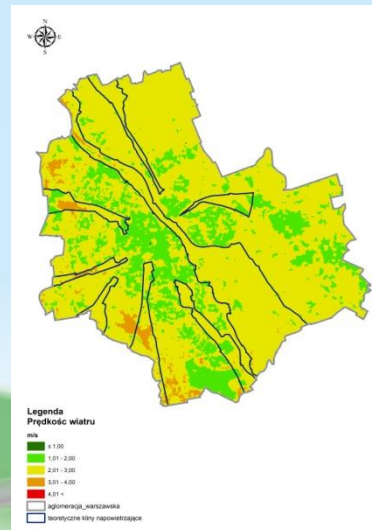 N
W E
S
Legenda
Prędkośc wiatru
m/s
≤ 1,00
1,01 - 2,00
2,01 - 3,00
3,01 - 4,00
4,01 <
aglomeracja_warszawska
teoretyczne kliny napowietrzające